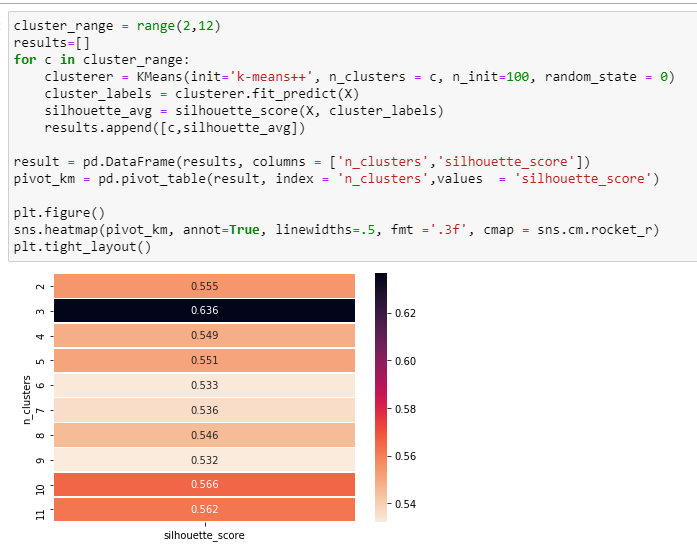 cluster_range = range(2,12)
results=[]
for c in cluster_range:
    clusterer = KMeans(init='k-means++', n_clusters = c, n_init=100, random_state = 0)
    cluster_labels = clusterer.fit_predict(X)
    silhouette_avg = silhouette_score(X, cluster_labels)
    results.append([c,silhouette_avg])

result = pd.DataFrame(results, columns = ['n_clusters','silhouette_score'])
pivot_km = pd.pivot_table(result, index = 'n_clusters',values  = 'silhouette_score')

plt.figure()
sns.heatmap(pivot_km, annot=True, linewidths=.5, fmt ='.3f', cmap = sns.cm.rocket_r)
plt.tight_layout()
n_clusters
2 0.555
3 0.636
4 0.549
5 0.551
6 0.533
7 0.536
8 0.546
9 0.532
10 0.566
11 0.562
silhouette_score
0.62
0.60
0.58
0.56
0.54